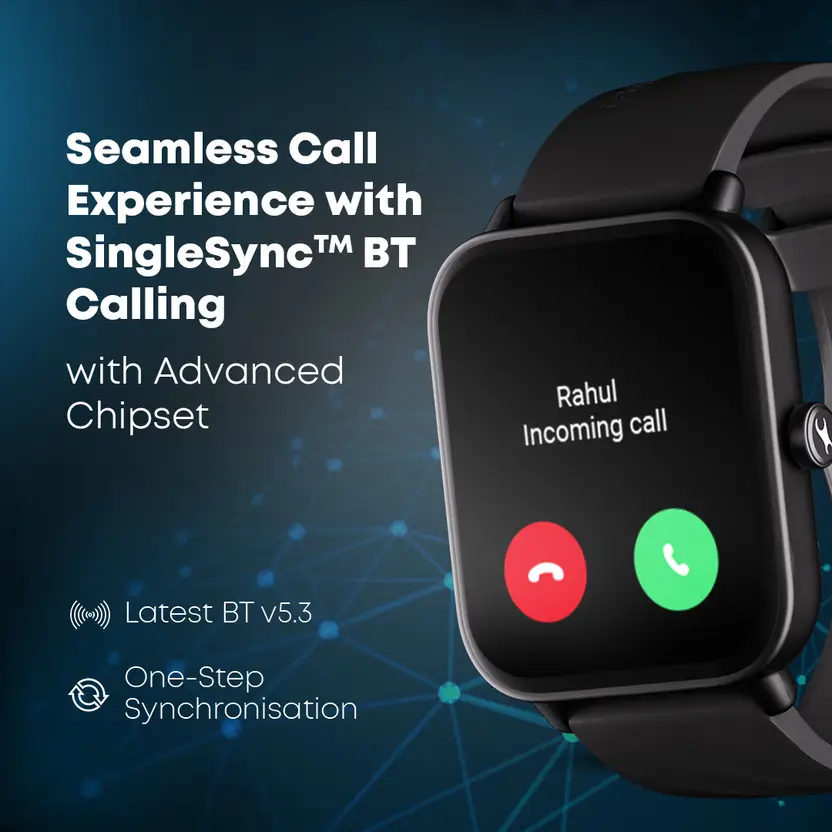 Seamless Call
Experience with
SingleSync™ BT
Calling
with Advanced
Chipset
Rahul
Incoming call
Latest BT v5.3
One-Step
Synchronisation